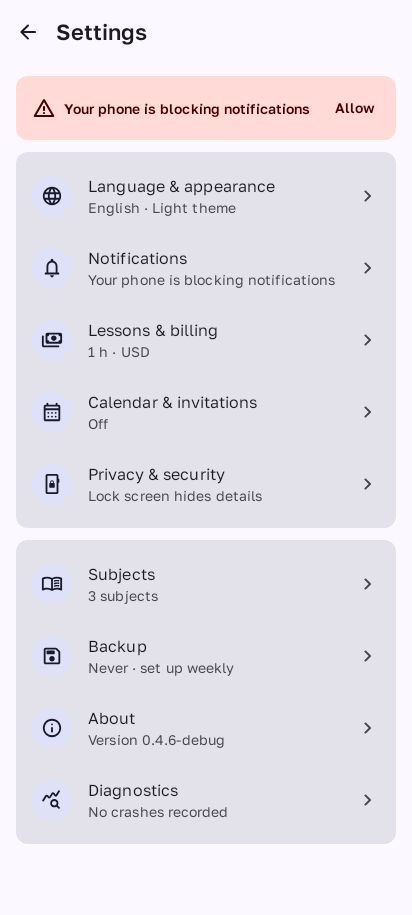 Settings
Your phone is blocking notifications
Allow
Language & appearance
English · Light theme
Notifications
Your phone is blocking notifications
Lessons & billing
1 h · USD
Calendar & invitations
Off
Privacy & security
Lock screen hides details
Subjects
3 subjects
Backup
Never · set up weekly
About
Version 0.4.6-debug
Diagnostics
No crashes recorded